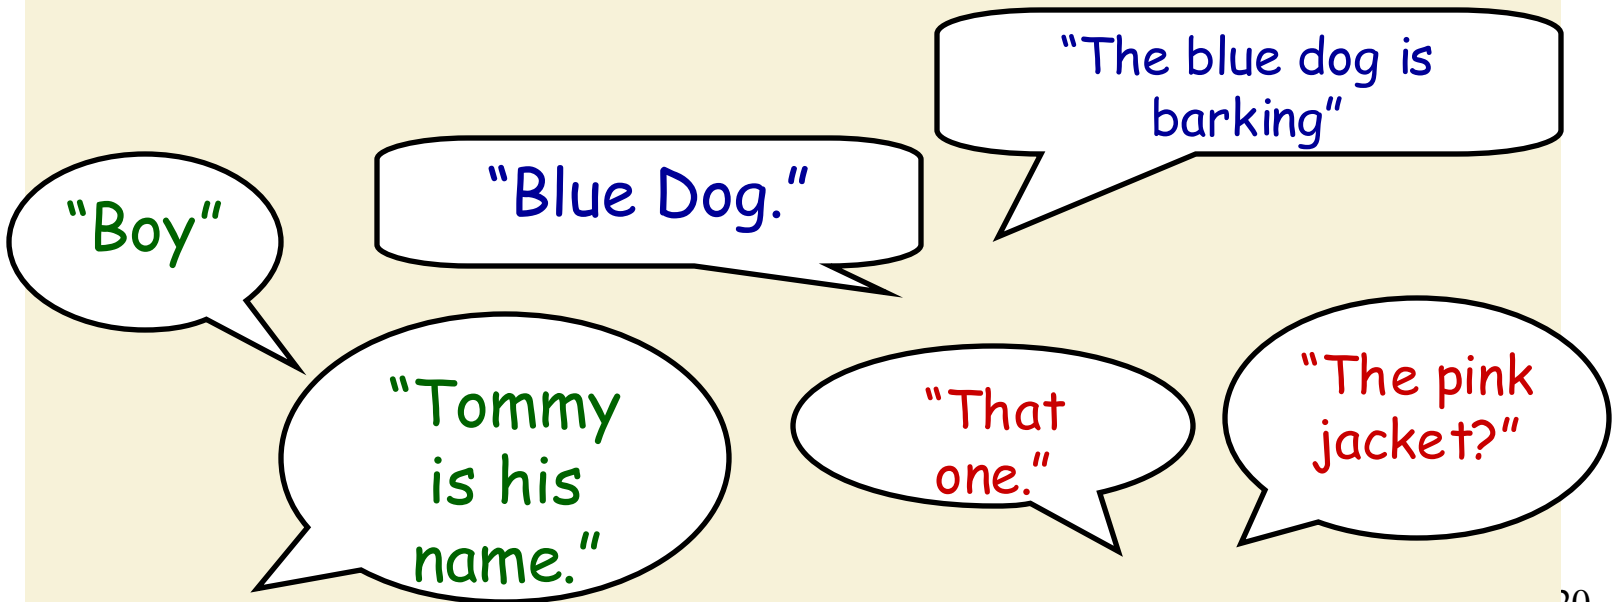 "The blue dog is
barking"
"Blue Dog."
"Boy"
"Tommy
is his
name."
"That
one."
"The pink
jacket?"